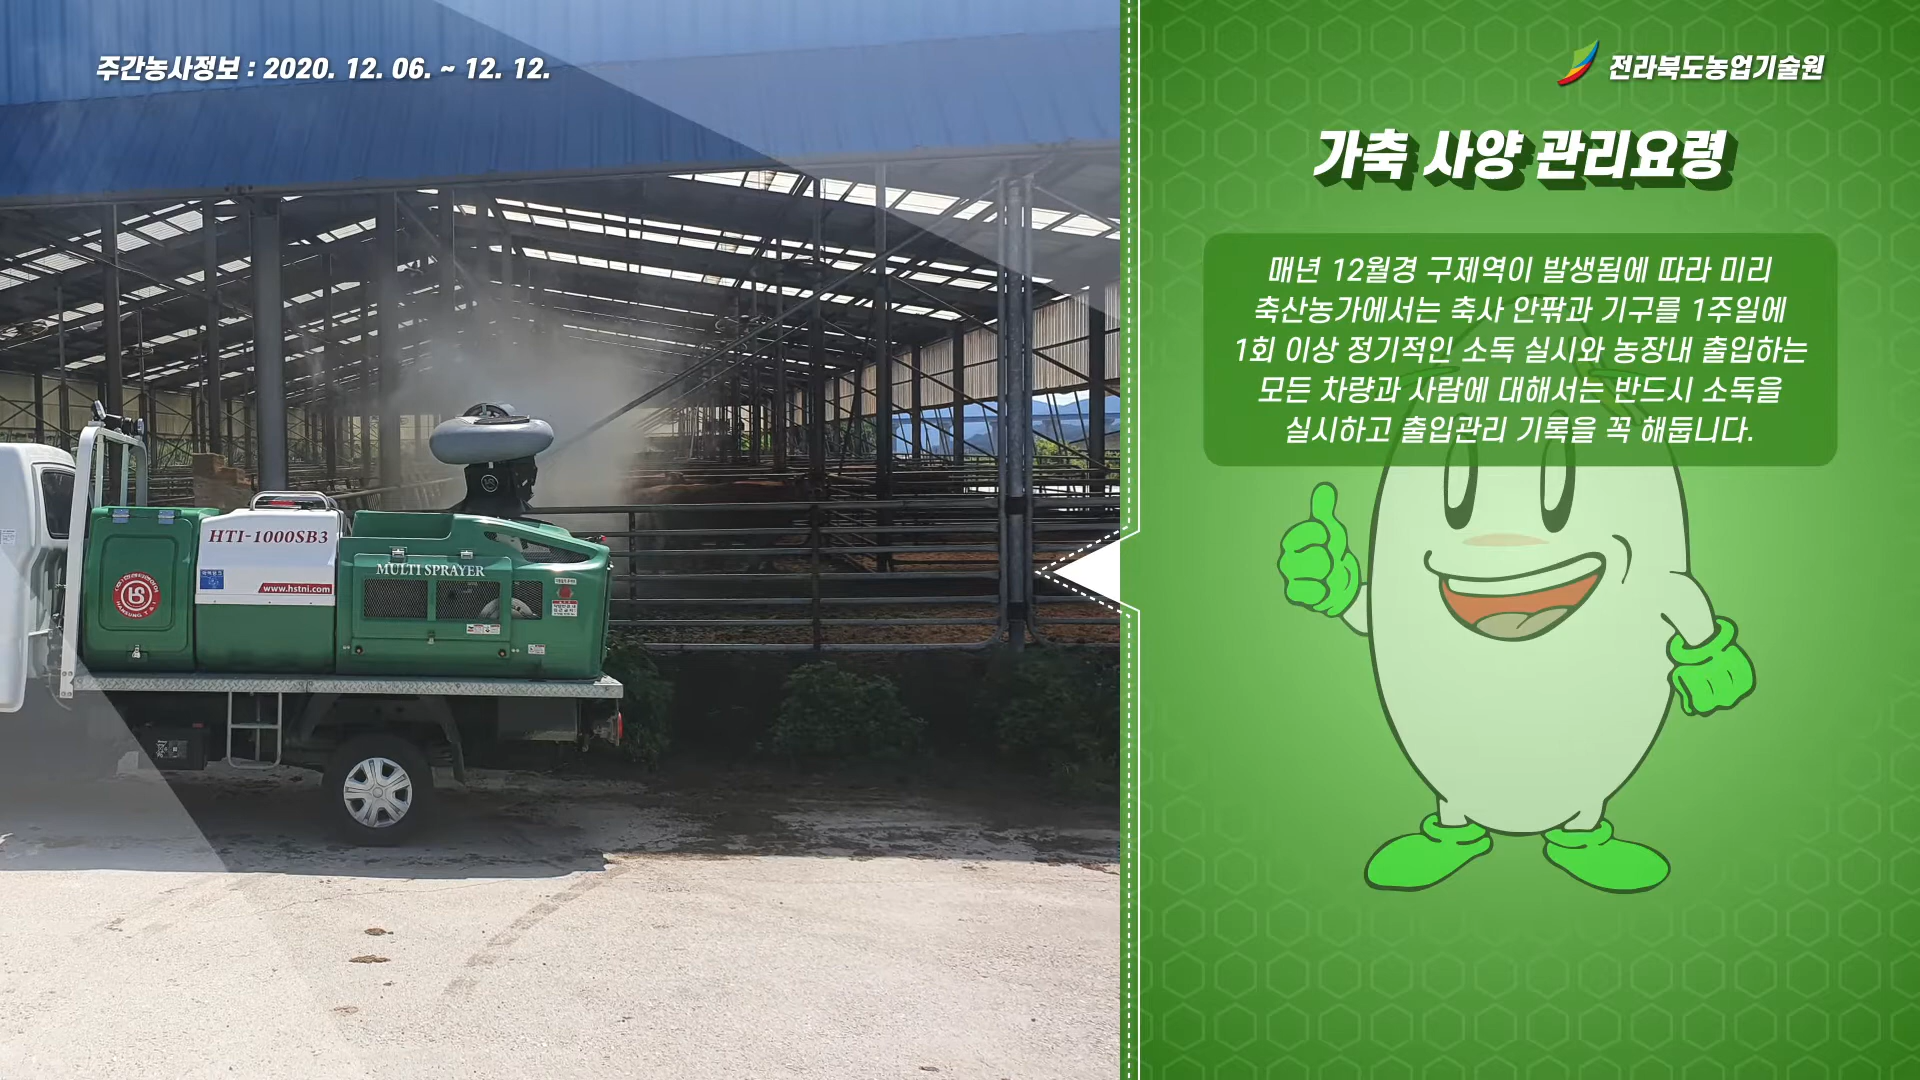 주간농사정보 : 2020. 12. 06. ~ 12. 12.
전라북도농업기술원
가축 사양 관리요령
매년 12월경 구제역이 발생됨에 따라 미리
축산농가에서는 축사 안팎과 기구를 1주일에
1회 이상 정기적인 소독 실시와 농장내 출입하는
모든 차량과 사람에 대해서는 반드시 소독을
실시하고 출입관리 기록을 꼭 해둡니다.
HTI-1000SB3
www.hstni.com
MULTI SPRAYER